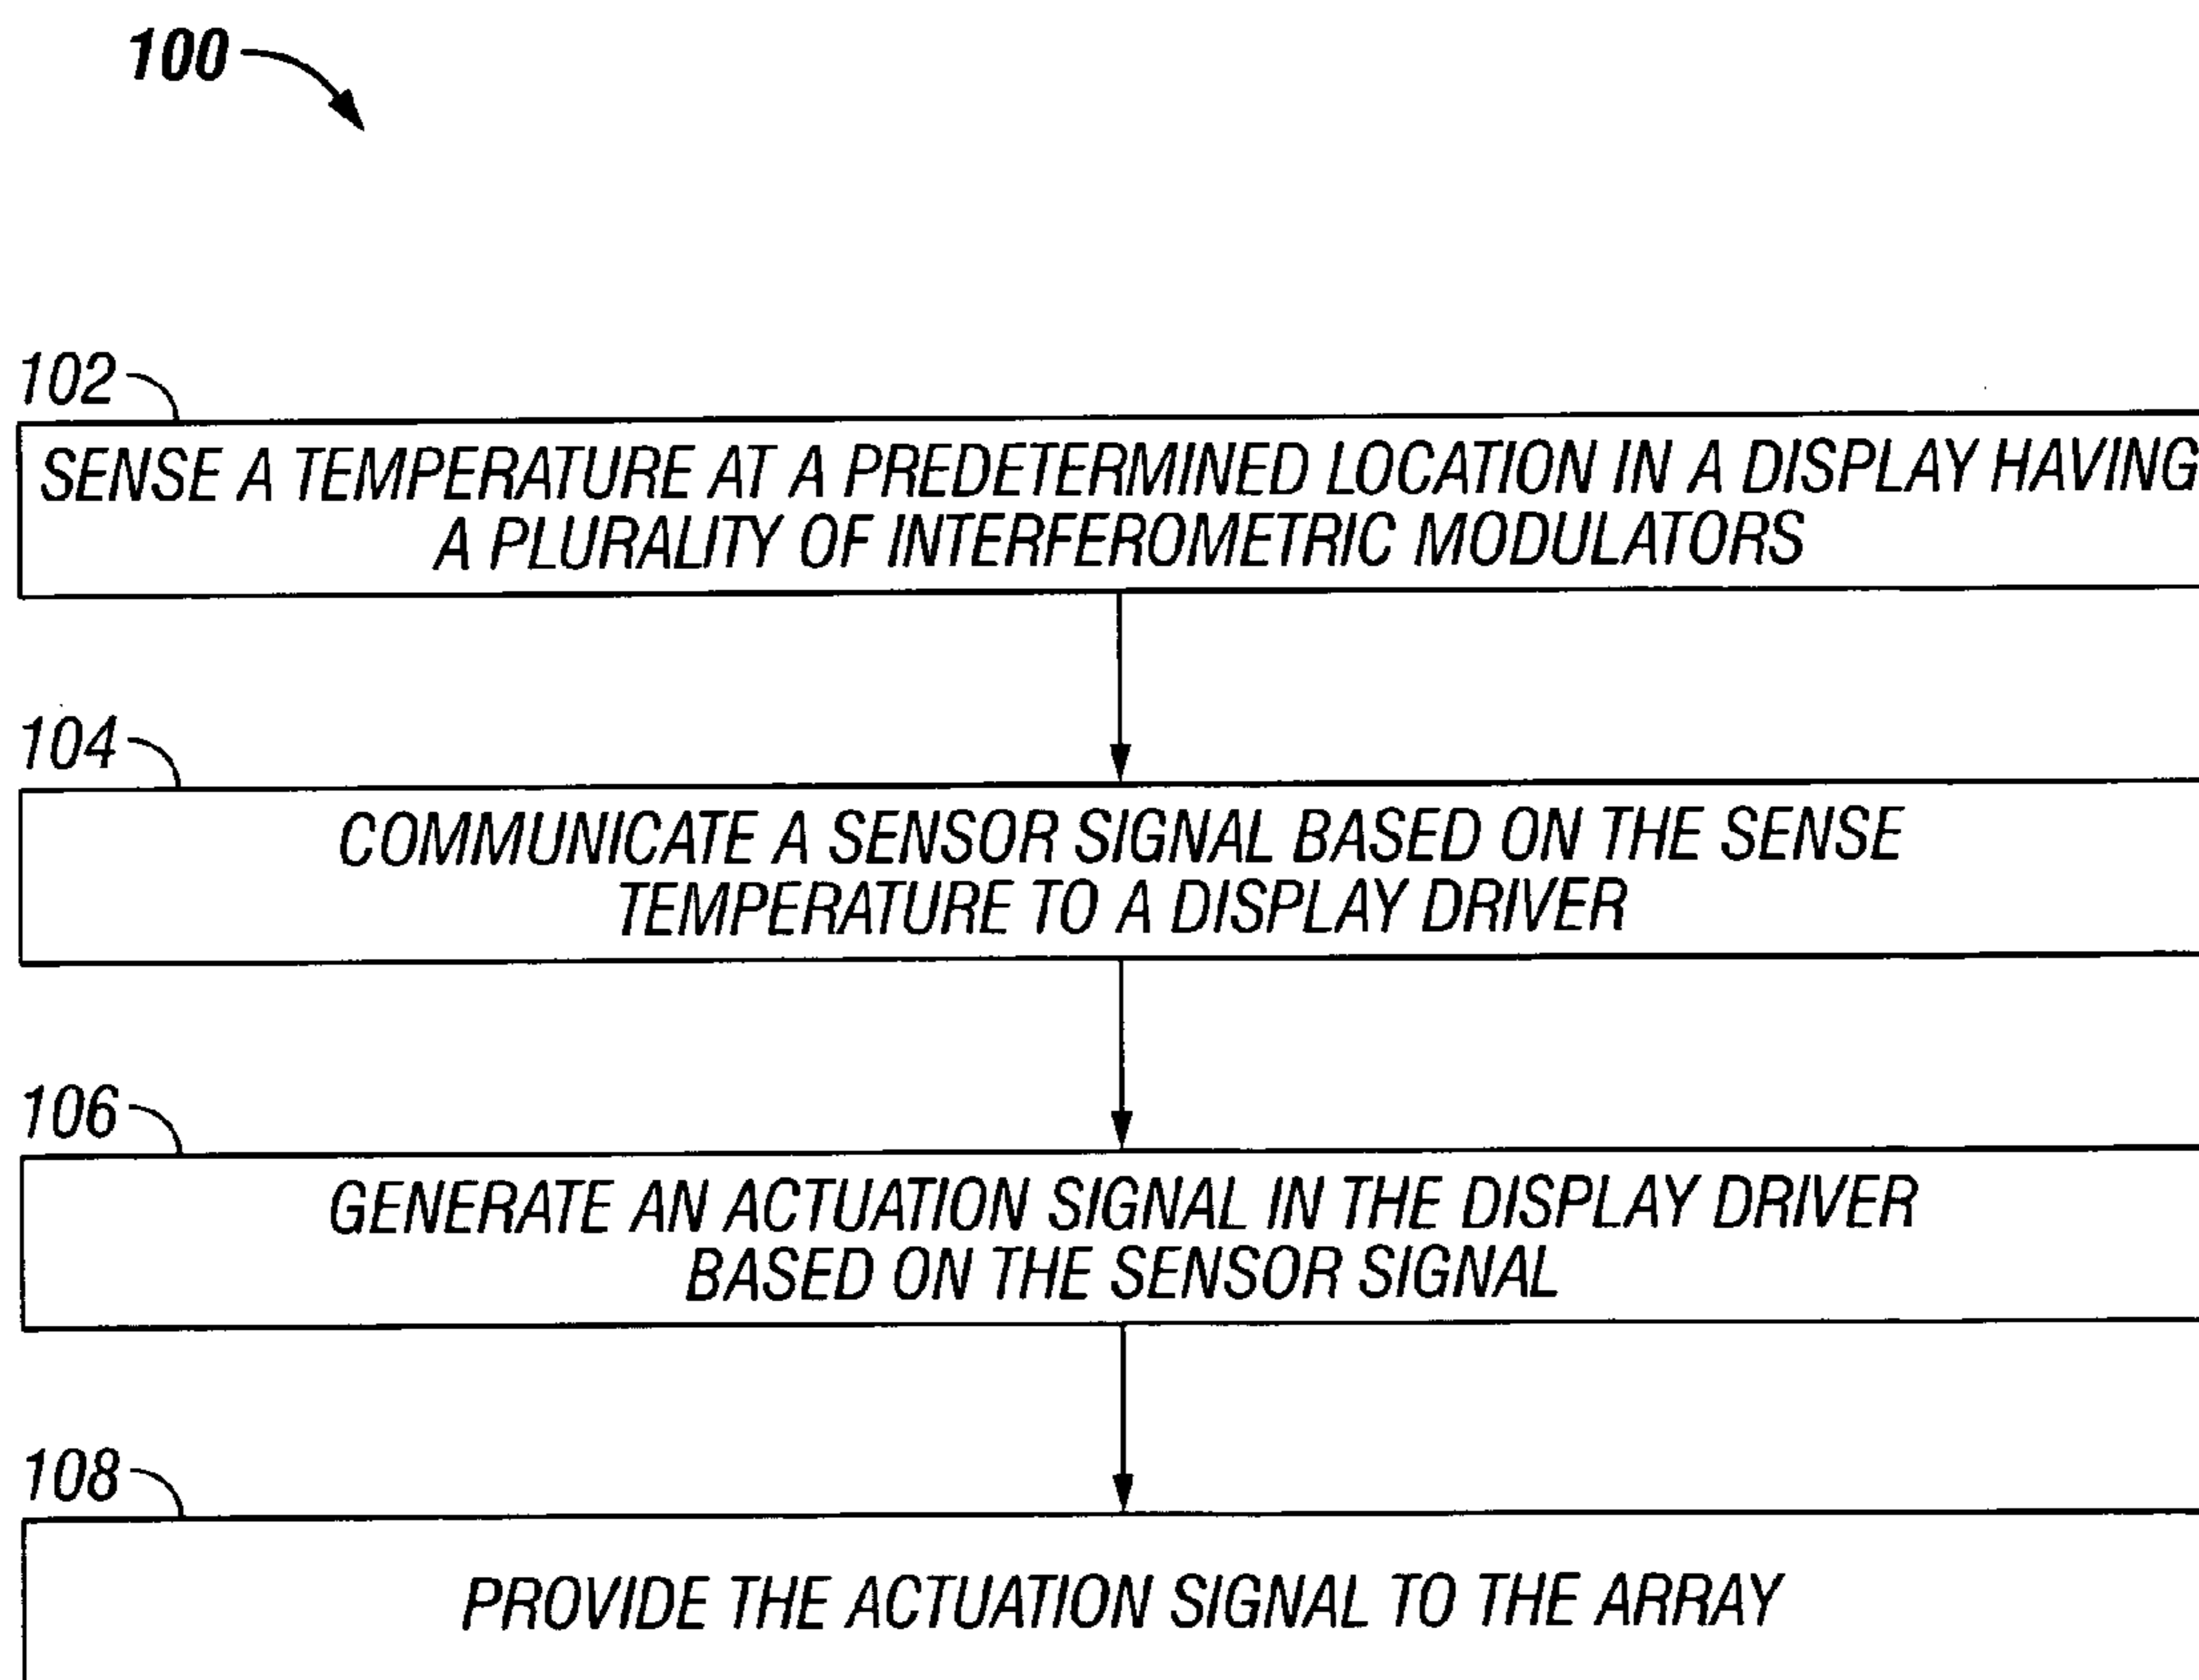 100
102
SENSE A TEMPERATURE AT A PREDETERMINED LOCATION IN A DISPLAY HAVING
A PLURALITY OF INTERFEROMETRIC MODULATORS
104
COMMUNICATE A SENSOR SIGNAL BASED ON THE SENSE
TEMPERATURE TO A DISPLAY DRIVER
106
GENERATE AN ACTUATION SIGNAL IN THE DISPLAY DRIVER
BASED ON THE SENSOR SIGNAL
108
PROVIDE THE ACTUATION SIGNAL TO THE ARRAY